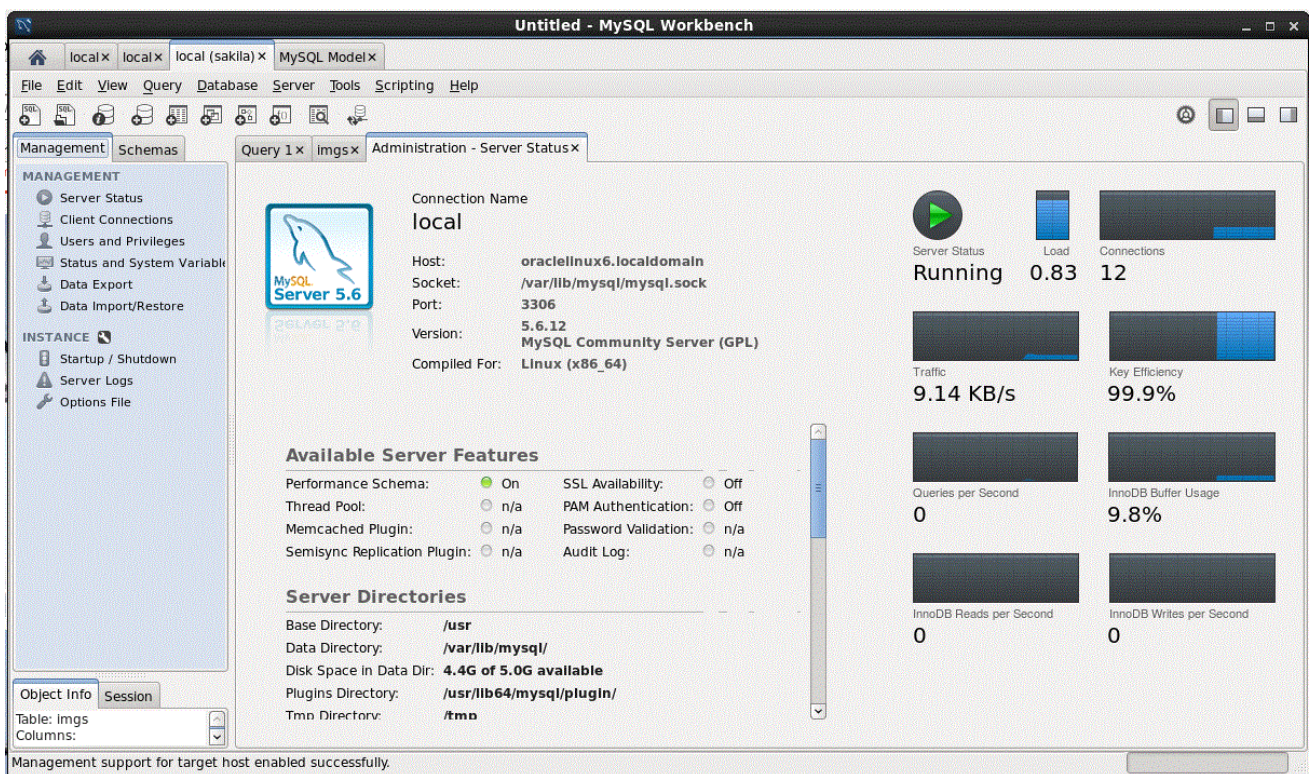 Untitled - MySQL Workbench
local× local× local (sakila)× MySQL Model×
File Edit View Query Database Server Tools Scripting Help
Management Schemas
Query 1× imgs× Administration - Server Status×
MANAGEMENT
Server Status
Client Connections
Users and Privileges
Status and System Variable
Data Export
Data Import/Restore
INSTANCE
Startup / Shutdown
Server Logs
Options File
Object Info Session
Table: imgs
Columns:
MySQL
Server 5.6
Connection Name
local
Host: oraclelinux6.localdomain
Socket: /var/lib/mysql/mysql.sock
Port: 3306
Version: 5.6.12
MySQL Community Server (GPL)
Compiled For: Linux (x86_64)
Available Server Features
Performance Schema: On SSL Availability: Off
Thread Pool: n/a PAM Authentication: Off
Memcached Plugin: n/a Password Validation: n/a
Semisync Replication Plugin: n/a Audit Log: n/a
Server Directories
Base Directory: /usr
Data Directory: /var/lib/mysql/
Disk Space in Data Dir: 4.4G of 5.0G available
Plugins Directory: /usr/lib64/mysql/plugin/
Tmp Directory: /tmp
Server Status Load Connections
Running 0.83 12
Traffic Key Efficiency
9.14 KB/s 99.9%
Queries per Second InnoDB Buffer Usage
0 9.8%
InnoDB Reads per Second InnoDB Writes per Second
0 0
Management support for target host enabled successfully.